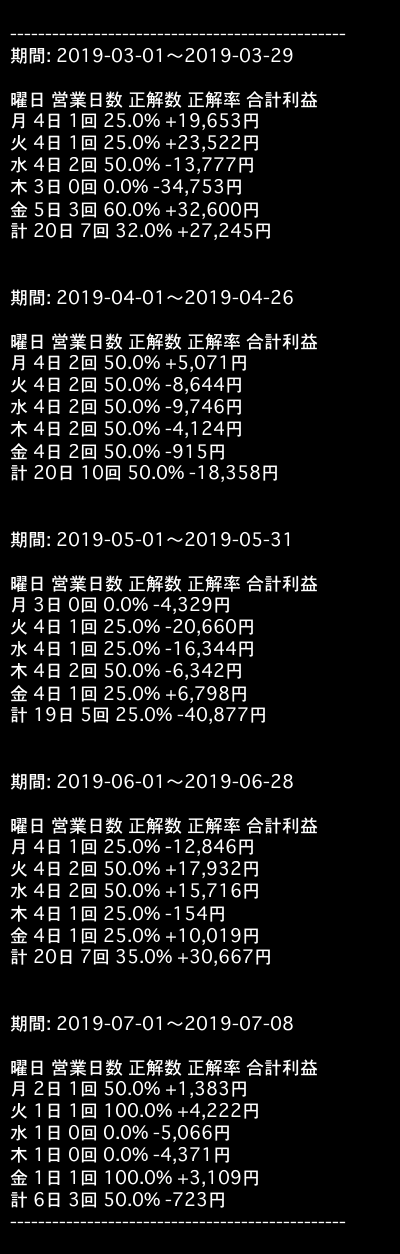 ------------------------------------------------
期間: 2019-03-01～2019-03-29
曜日 営業日数 正解数 正解率 合計利益
月 4日 1回 25.0% +19,653円
火 4日 1回 25.0% +23,522円
水 4日 2回 50.0% -13,777円
木 3日 0回 0.0% -34,753円
金 5日 3回 60.0% +32,600円
計 20日 7回 32.0% +27,245円
期間: 2019-04-01～2019-04-26
曜日 営業日数 正解数 正解率 合計利益
月 4日 2回 50.0% +5,071円
火 4日 2回 50.0% -8,644円
水 4日 2回 50.0% -9,746円
木 4日 2回 50.0% -4,124円
金 4日 2回 50.0% -915円
計 20日 10回 50.0% -18,358円
期間: 2019-05-01～2019-05-31
曜日 営業日数 正解数 正解率 合計利益
月 3日 0回 0.0% -4,329円
火 4日 1回 25.0% -20,660円
水 4日 1回 25.0% -16,344円
木 4日 2回 50.0% -6,342円
金 4日 1回 25.0% +6,798円
計 19日 5回 25.0% -40,877円
期間: 2019-06-01～2019-06-28
曜日 営業日数 正解数 正解率 合計利益
月 4日 1回 25.0% -12,846円
火 4日 2回 50.0% +17,932円
水 4日 2回 50.0% +15,716円
木 4日 1回 25.0% -154円
金 4日 1回 25.0% +10,019円
計 20日 7回 35.0% +30,667円
期間: 2019-07-01～2019-07-08
曜日 営業日数 正解数 正解率 合計利益
月 2日 1回 50.0% +1,383円
火 1日 1回 100.0% +4,222円
水 1日 0回 0.0% -5,066円
木 1日 0回 0.0% -4,371円
金 1日 1回 100.0% +3,109円
計 6日 3回 50.0% -723円
------------------------------------------------